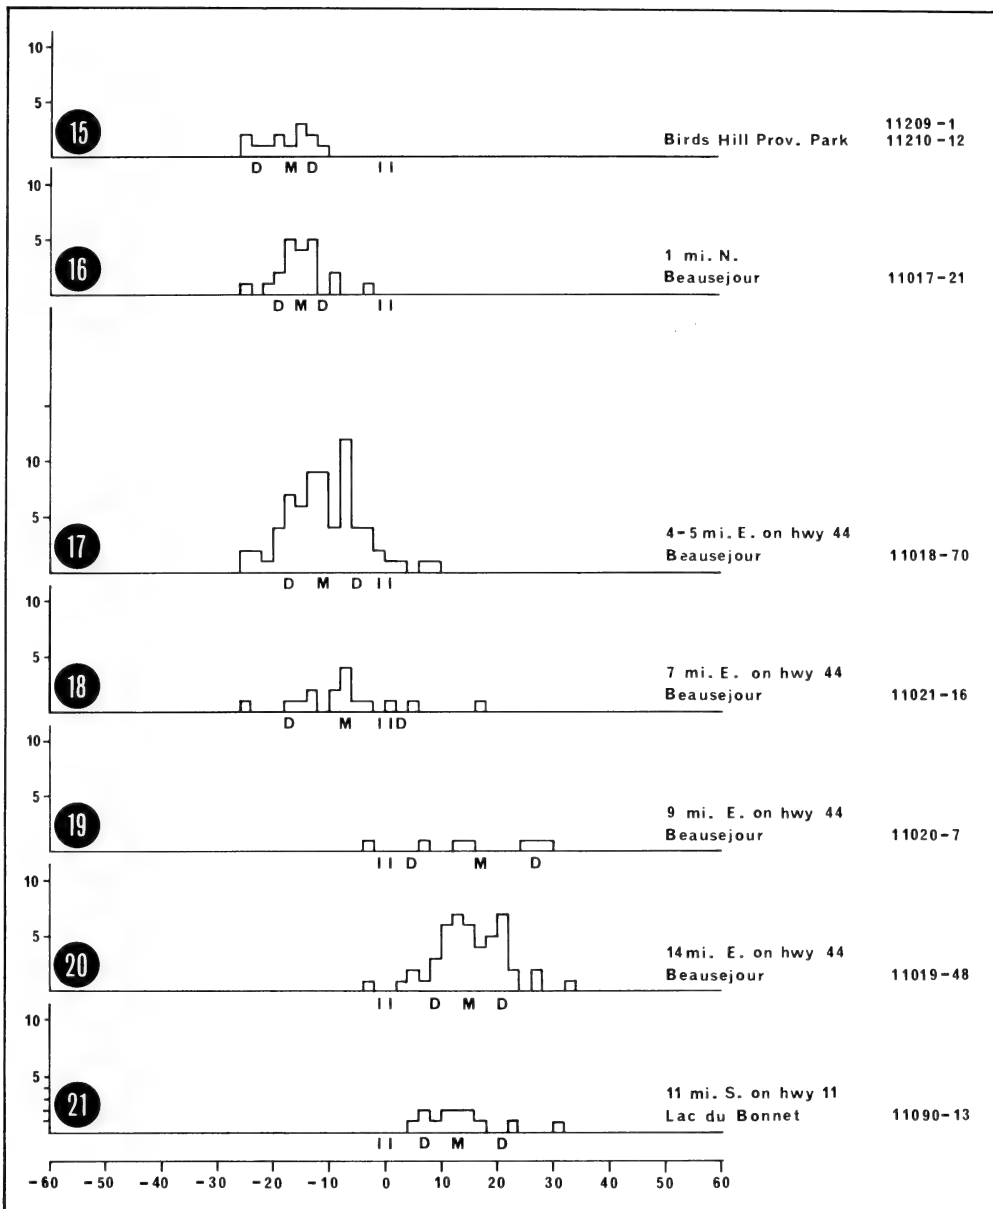 10
5
15
D M D I I
Birds Hill Prov. Park
11209-1
11210-12
10
5
16
D M D I I
1 mi. N.
Beausejour 11017-21
10
5
17
D M D I I
4-5 mi. E. on hwy 44
Beausejour 11018-70
10
5
18
D M I I D
7 mi. E. on hwy 44
Beausejour 11021-16
10
5
19
I I D M D
9 mi. E. on hwy 44
Beausejour 11020-7
10
5
20
I I D M D
14 mi. E. on hwy 44
Beausejour 11019-48
10
5
21
I I D M D
11 mi. S. on hwy 11
Lac du Bonnet 11090-13
-60 -50 -40 -30 -20 -10 0 10 20 30 40 50 60